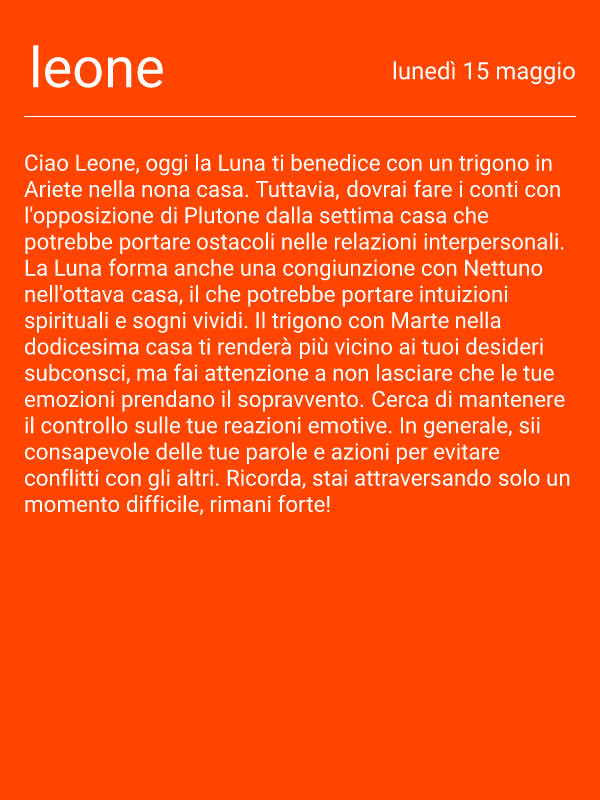 leone
lunedì 15 maggio
Ciao Leone, oggi la Luna ti benedice con un trigono in
Ariete nella nona casa. Tuttavia, dovrai fare i conti con
l'opposizione di Plutone dalla settima casa che
potrebbe portare ostacoli nelle relazioni interpersonali.
La Luna forma anche una congiunzione con Nettuno
nell'ottava casa, il che potrebbe portare intuizioni
spirituali e sogni vividi. Il trigono con Marte nella
dodicesima casa ti renderà più vicino ai tuoi desideri
subconsci, ma fai attenzione a non lasciare che le tue
emozioni prendano il sopravvento. Cerca di mantenere
il controllo sulle tue reazioni emotive. In generale, sii
consapevole delle tue parole e azioni per evitare
conflitti con gli altri. Ricorda, stai attraversando solo un
momento difficile, rimani forte!